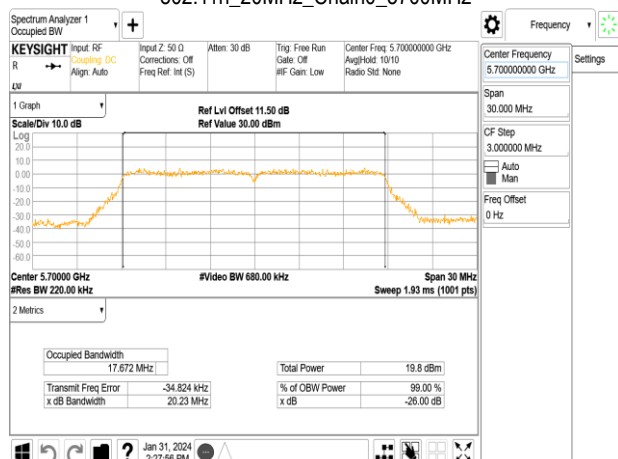 Spectrum Analyzer 1
Occupied BW
KEYSIGHT
R
Input: RF
Coupling: DC
Align: Auto
Input Z: 50 Ω
Corrections: Off
Freq Ref: Int (S)
Atten: 30 dB
Trig: Free Run
Gate: Off
#IF Gain: Low
Center Freq: 5.700000000 GHz
Avg|Hold: 10/10
Radio Std: None
1 Graph
Scale/Div 10.0 dB
Ref Lvl Offset 11.50 dB
Ref Value 30.00 dBm
Log
20.0
10.0
0.00
-10.0
-20.0
-30.0
-40.0
-50.0
-60.0
Center 5.70000 GHz
#Res BW 220.00 kHz
#Video BW 680.00 kHz
Span 30 MHz
Sweep 1.93 ms (1001 pts)
2 Metrics
Occupied Bandwidth
17.672 MHz
Transmit Freq Error -34.824 kHz
x dB Bandwidth 20.23 MHz
Total Power 19.8 dBm
% of OBW Power 99.00 %
x dB -26.00 dB
Jan 31, 2024
2:27:56 PM
Frequency
Center Frequency
5.700000000 GHz
Span
30.000 MHz
CF Step
3.000000 MHz
Auto
Man
Freq Offset
0 Hz
Settings